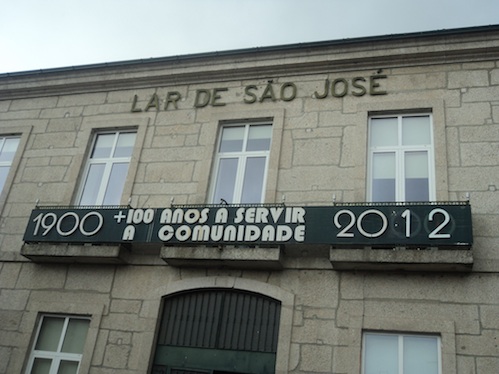 LAR DE SÃO JOSÉ
1900 +100 ANOS A SERVIR 2012
A COMUNIDADE